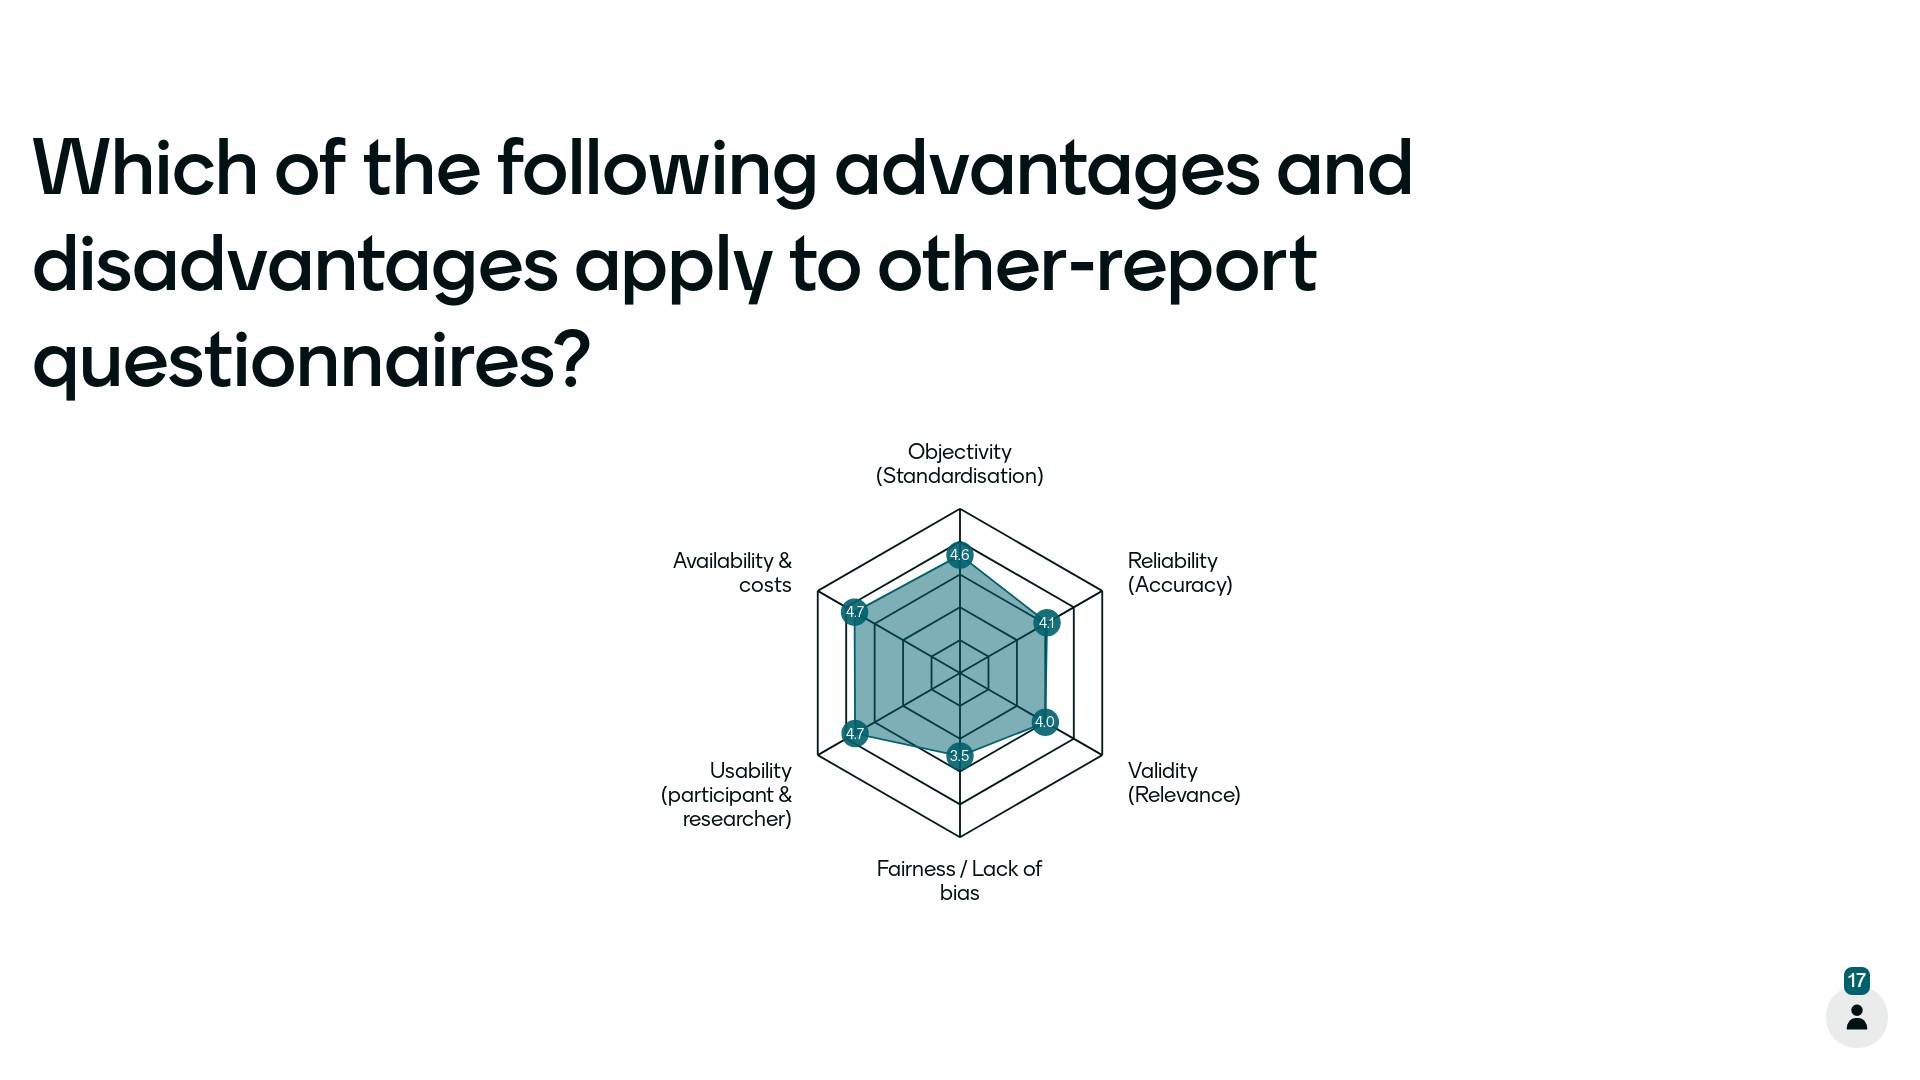 Which of the following advantages and
disadvantages apply to other-report
questionnaires?
Objectivity
(Standardisation)
Availability &
costs
Reliability
(Accuracy)
4.6
4.7
4.1
4.7
4.0
3.5
Usability
(participant &
researcher)
Validity
(Relevance)
Fairness / Lack of
bias
17